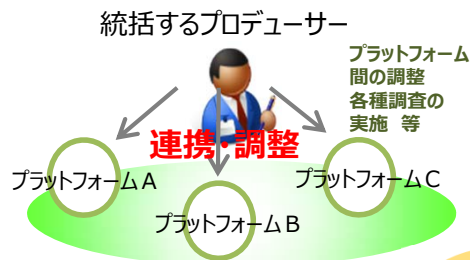 統括するプロデューサー
プラットフォーム
間の調整
各種調査の
実施 等
連携・調整
プラットフォームA
プラットフォームC
プラットフォームB